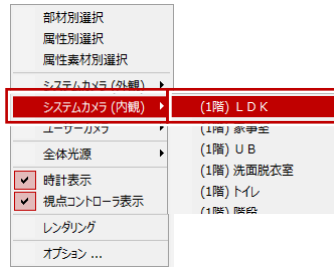 部材別選択
属性別選択
属性素材別選択
システムカメラ (外観)
システムカメラ (内観)
(1階) ＬＤＫ
ユーザーカメラ
(1階) 家事室
全体光源
(1階) ＵＢ
(1階) 洗面脱衣室
時計表示
(1階) トイレ
視点コントローラ表示
(1階) 階段
レンダリング
オプション ...